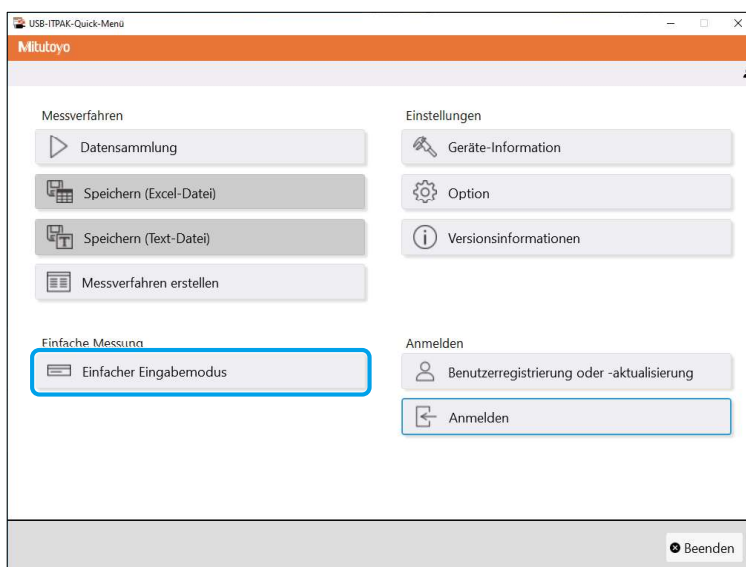 USB-ITPAK-Quick-Menü
Mitutoyo
Messverfahren
Datensammlung
Speichern (Excel-Datei)
Speichern (Text-Datei)
Messverfahren erstellen
Einfache Messung
Einfacher Eingabemodus
Einstellungen
Geräte-Information
Option
Versionsinformationen
Anmelden
Benutzerregistrierung oder -aktualisierung
Anmelden
Beenden